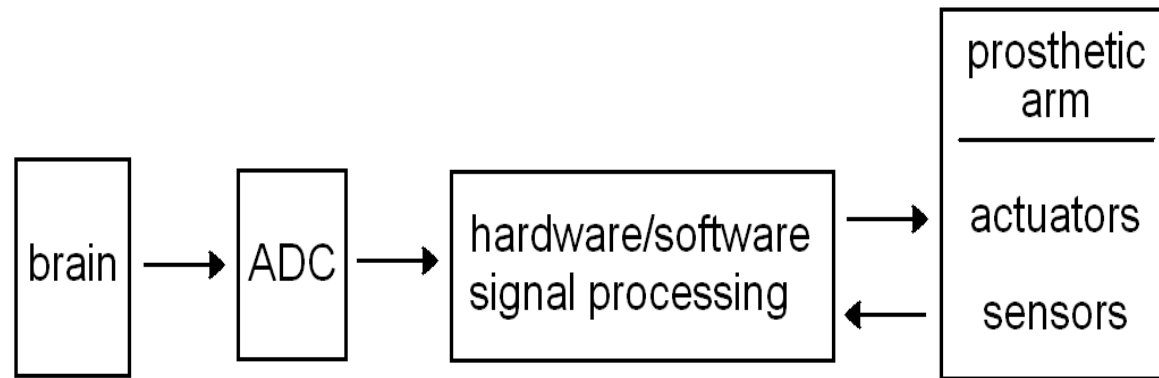 brain
ADC
hardware/software
signal processing
prosthetic
arm
actuators
sensors